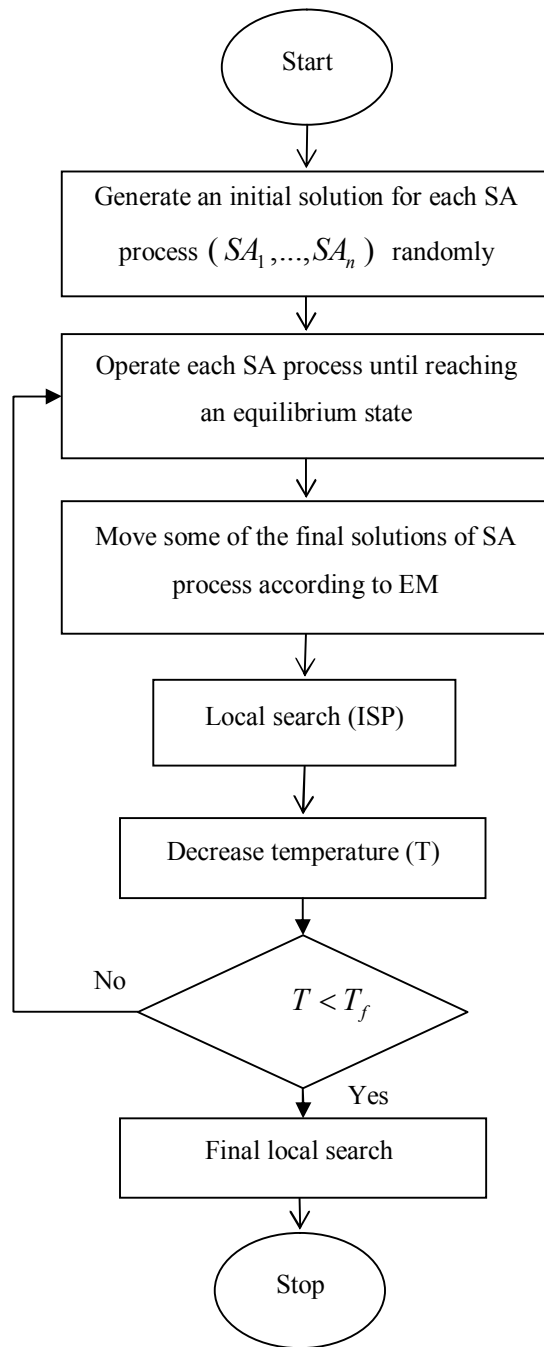 Start
Generate an initial solution for each SA
process (SA₁,...,SAₙ) randomly
Operate each SA process until reaching
an equilibrium state
Move some of the final solutions of SA
process according to EM
Local search (ISP)
Decrease temperature (T)
No
T < T_f
Yes
Final local search
Stop